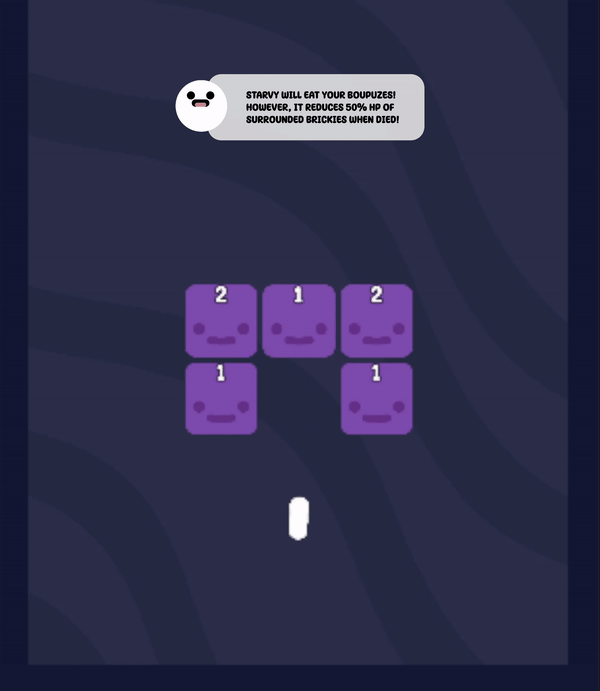 STARVY WILL EAT YOUR BOUPUZES!
HOWEVER, IT REDUCES 50% HP OF
SURROUNDED BRICKIES WHEN DIED!
2 1 2
1 1